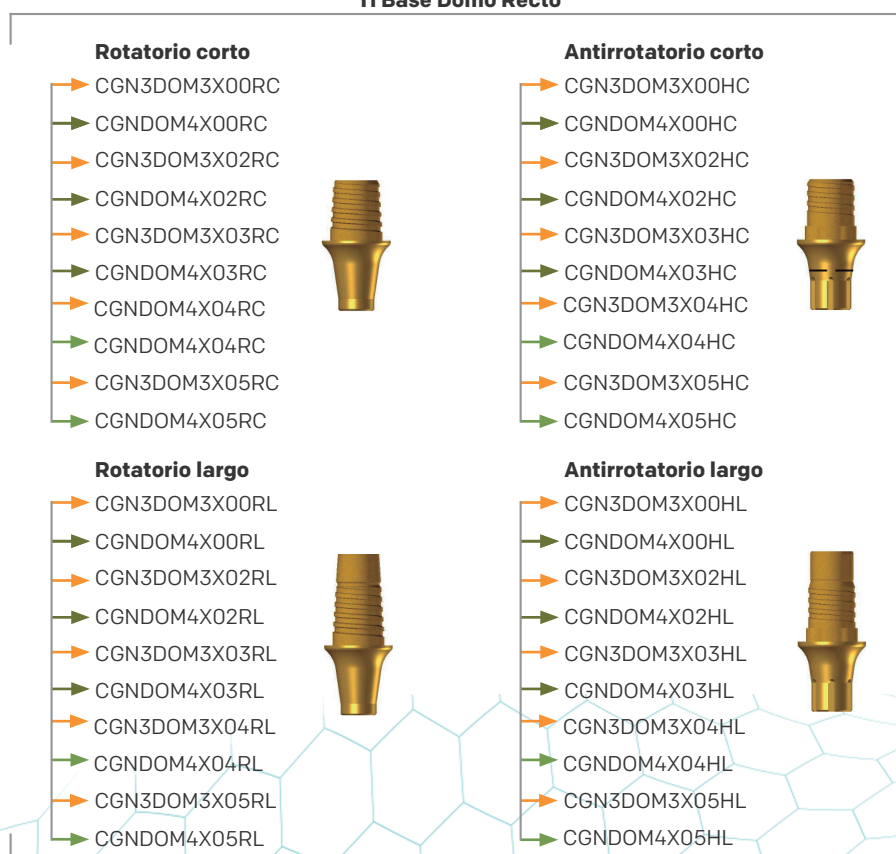 Ti Base Domo Recto
Rotatorio corto
CGN3DOM3X00RC
CGNDOM4X00RC
CGN3DOM3X02RC
CGNDOM4X02RC
CGN3DOM3X03RC
CGNDOM4X03RC
CGNDOM4X04RC
CGNDOM4X04RC
CGN3DOM3X05RC
CGNDOM4X05RC
Antirrotatorio corto
CGN3DOM3X00HC
CGNDOM4X00HC
CGN3DOM3X02HC
CGNDOM4X02HC
CGN3DOM3X03HC
CGNDOM4X03HC
CGN3DOM3X04HC
CGNDOM4X04HC
CGN3DOM3X05HC
CGNDOM4X05HC
Rotatorio largo
CGN3DOM3X00RL
CGNDOM4X00RL
CGN3DOM3X02RL
CGNDOM4X02RL
CGN3DOM3X03RL
CGNDOM4X03RL
CGN3DOM3X04RL
CGNDOM4X04RL
CGN3DOM3X05RL
CGNDOM4X05RL
Antirrotatorio largo
CGN3DOM3X00HL
CGNDOM4X00HL
CGN3DOM3X02HL
CGNDOM4X02HL
CGN3DOM3X03HL
CGNDOM4X03HL
CGN3DOM3X04HL
CGNDOM4X04HL
CGN3DOM3X05HL
CGNDOM4X05HL